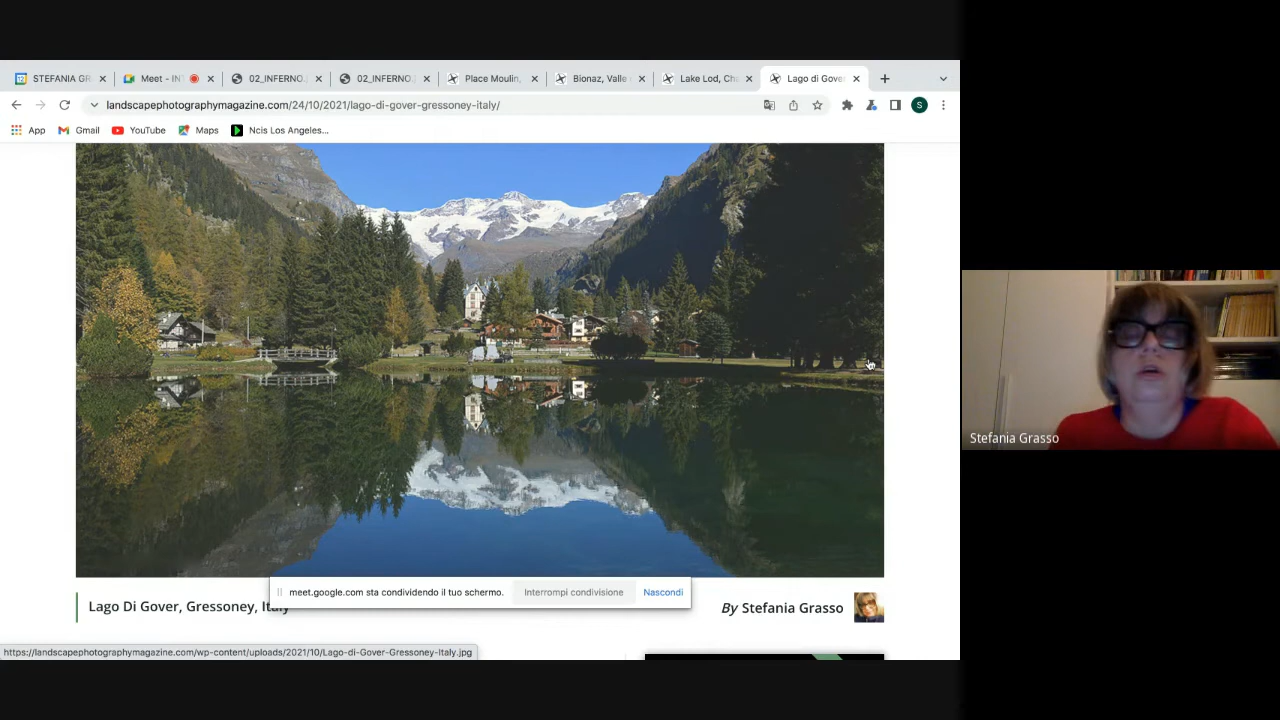 STEFANIA GR
Meet - IN
02_INFERNO.
02_INFERNO.
Place Moulin,
Bionaz, Valle
Lake Lod, Ch
Lago di Gove
landscapephotographymagazine.com/24/10/2021/lago-di-gover-gressoney-italy/
S
App
Gmail
YouTube
Maps
Ncis Los Angeles...
Stefania Grasso
meet.google.com sta condividendo il tuo schermo.
Interrompi condivisione
Nascondi
Lago Di Gover, Gressoney, Italy
By Stefania Grasso
https://landscapephotographymagazine.com/wp-content/uploads/2021/10/Lago-di-Gover-Gressoney-Italy.jpg